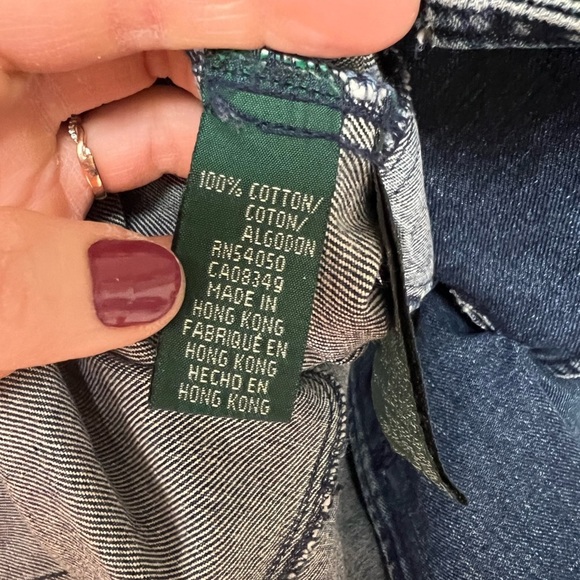 100% COTTON/
COTON/
ALGODON
RN54050
CA08349
MADE IN
HONG KONG
FABRIQUÉ EN
HONG KONG
HECHO EN
HONG KONG